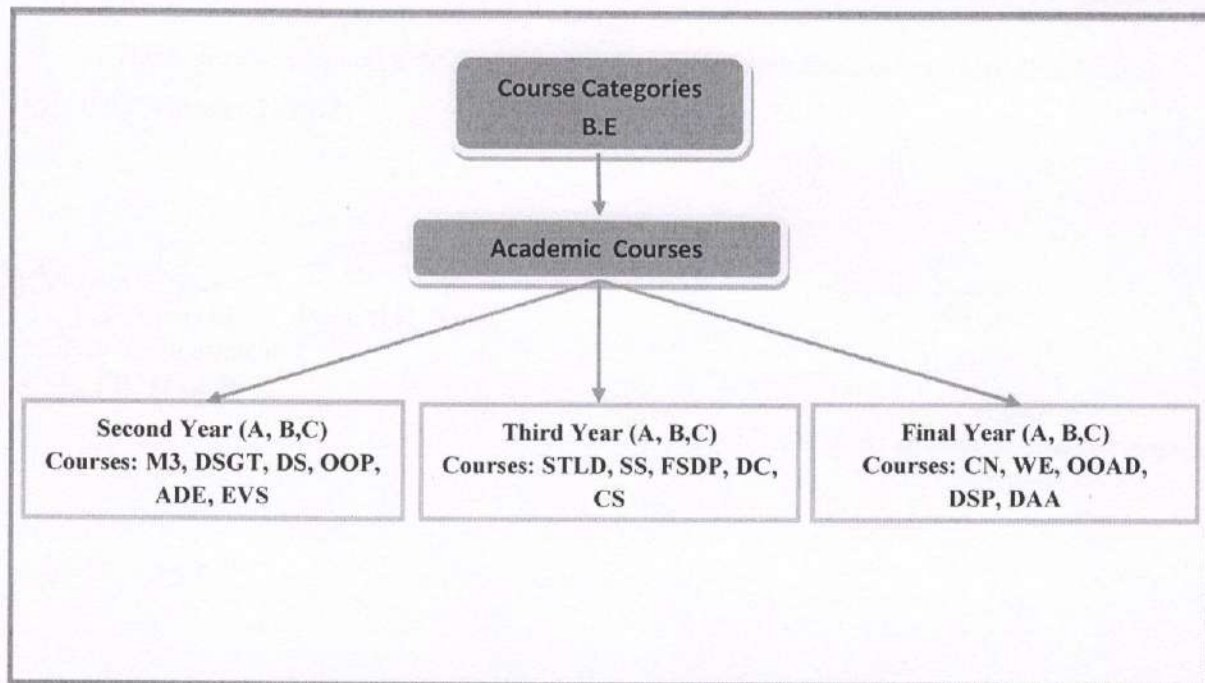 Course Categories
B.E
Academic Courses
Second Year (A, B,C)
Courses: M3, DSGT, DS, OOP,
ADE, EVS
Third Year (A, B,C)
Courses: STLD, SS, FSDP, DC,
CS
Final Year (A, B,C)
Courses: CN, WE, OOAD,
DSP, DAA